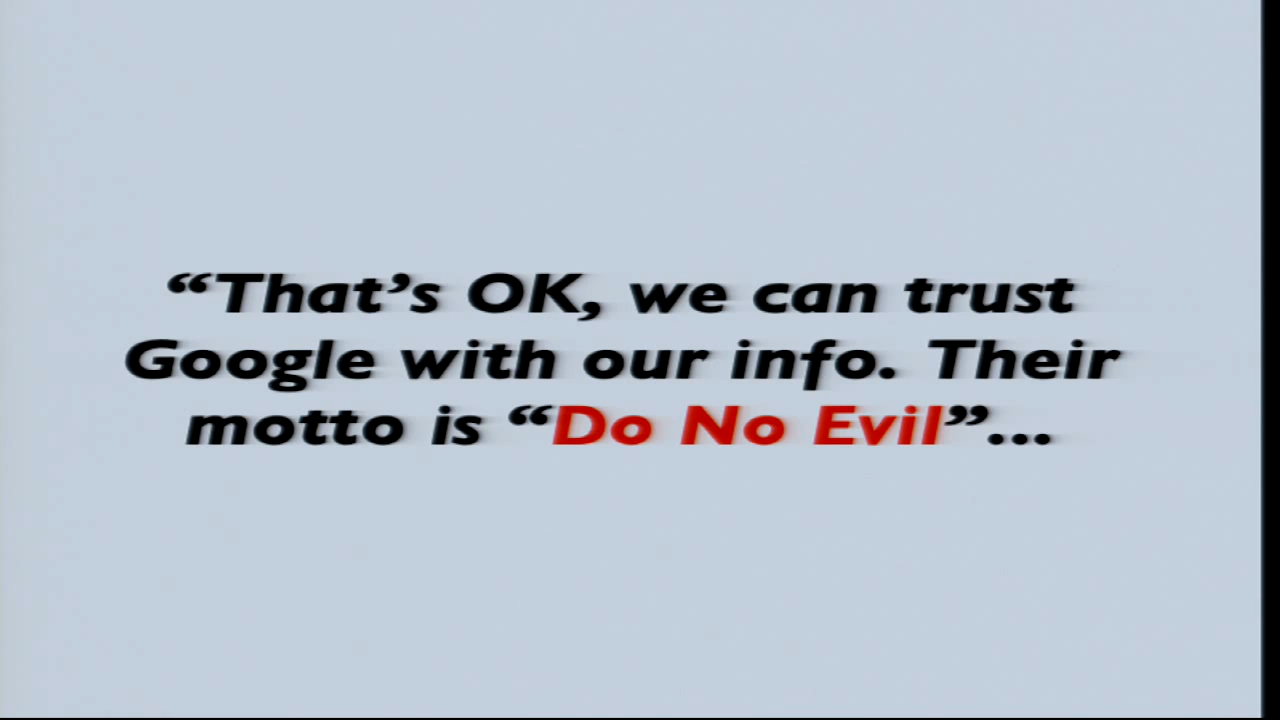 “That’s OK, we can trust
Google with our info. Their
motto is “Do No Evil”...